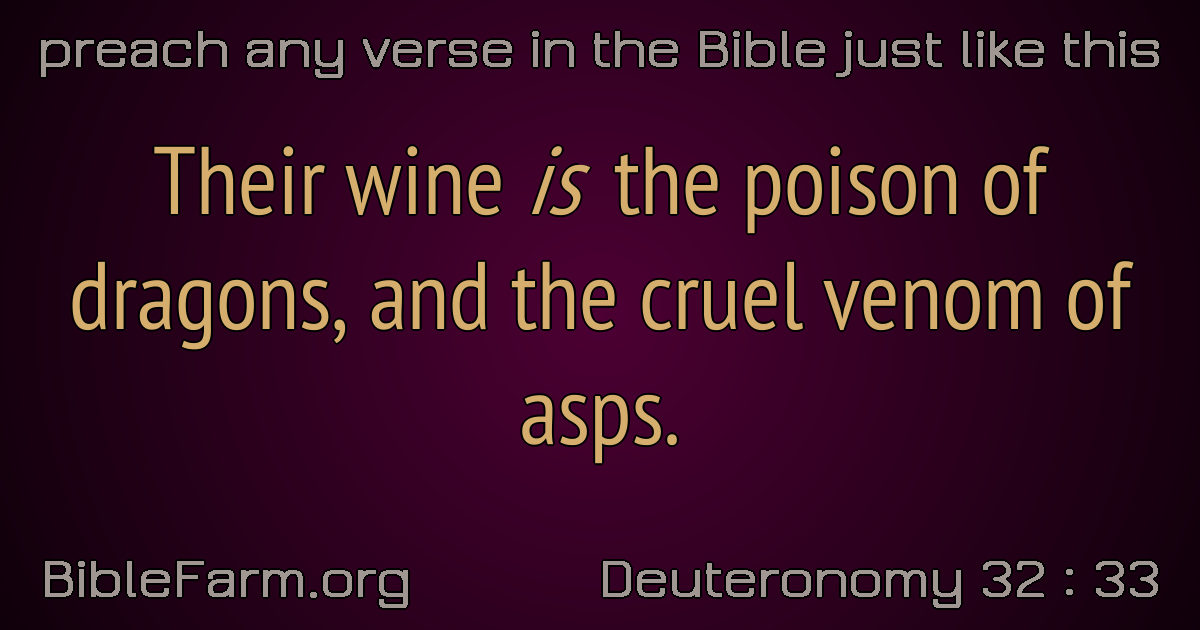 preach any verse in the Bible just like this
Their wine is the poison of
dragons, and the cruel venom of
asps.
BibleFarm.org
Deuteronomy 32 : 33